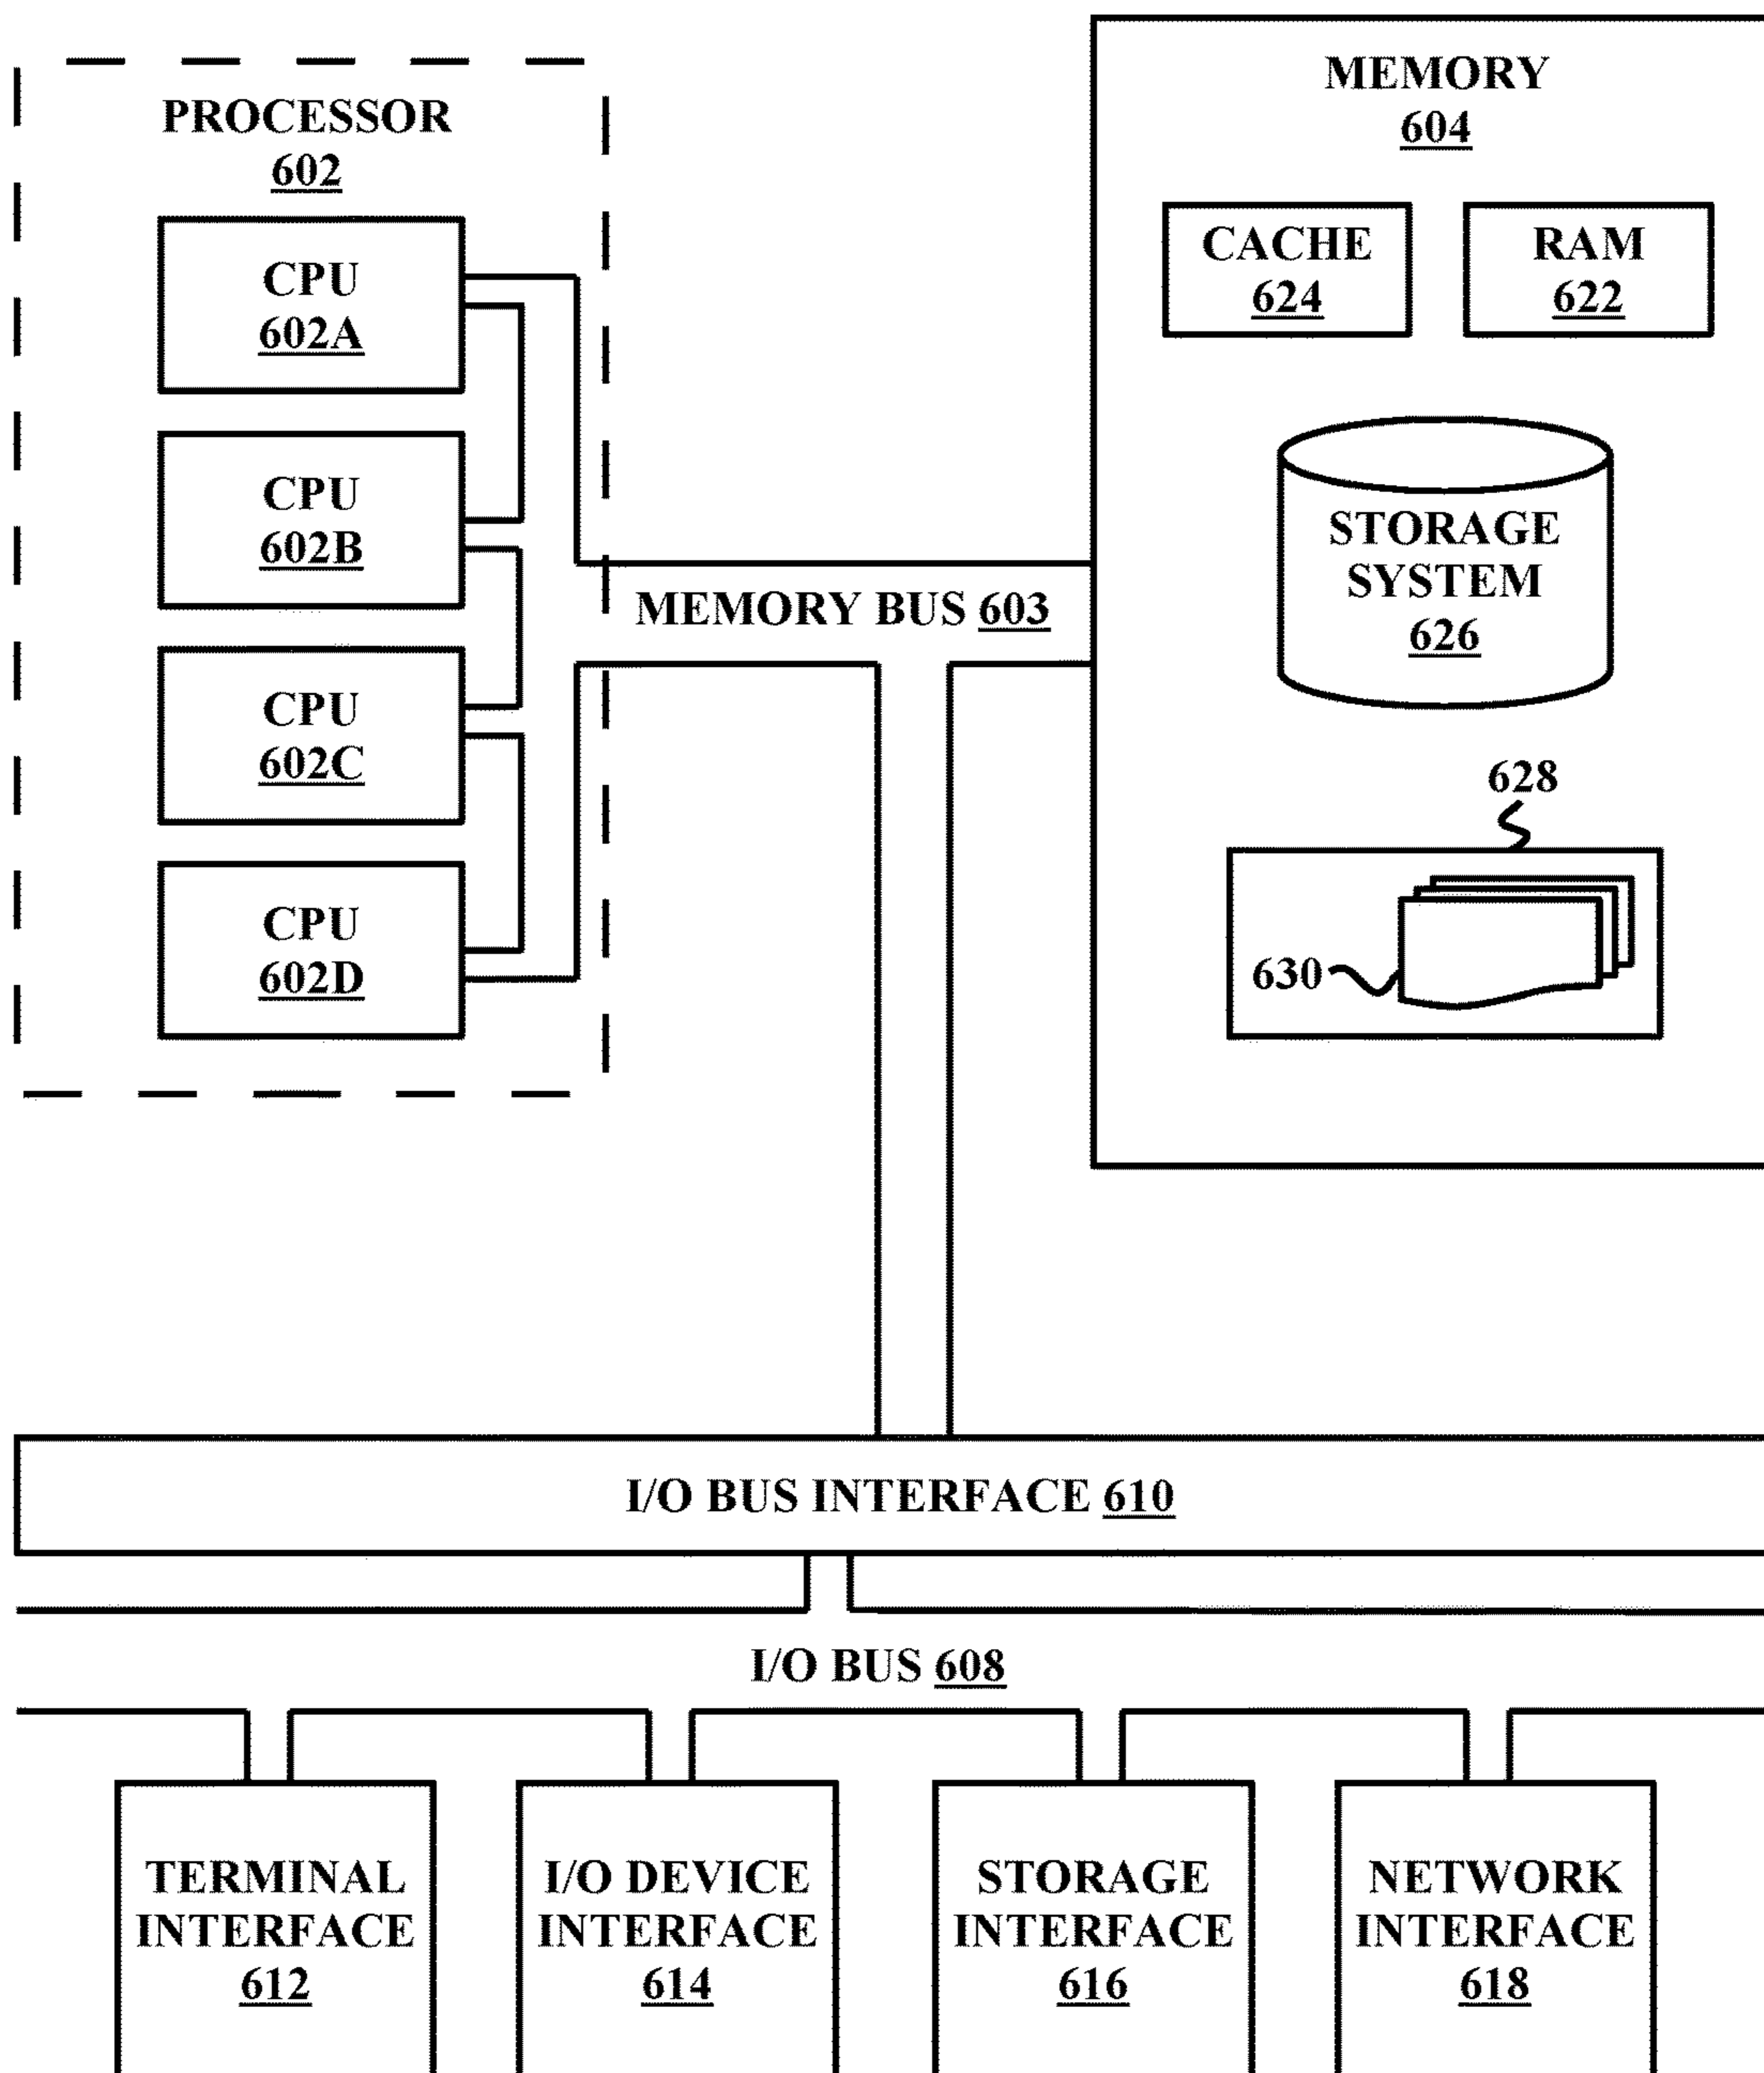 PROCESSOR
602
CPU
602A
CPU
602B
CPU
602C
CPU
602D
MEMORY BUS 603
MEMORY
604
CACHE
624
RAM
622
STORAGE
SYSTEM
626
628
630
I/O BUS INTERFACE 610
I/O BUS 608
TERMINAL
INTERFACE
612
I/O DEVICE
INTERFACE
614
STORAGE
INTERFACE
616
NETWORK
INTERFACE
618